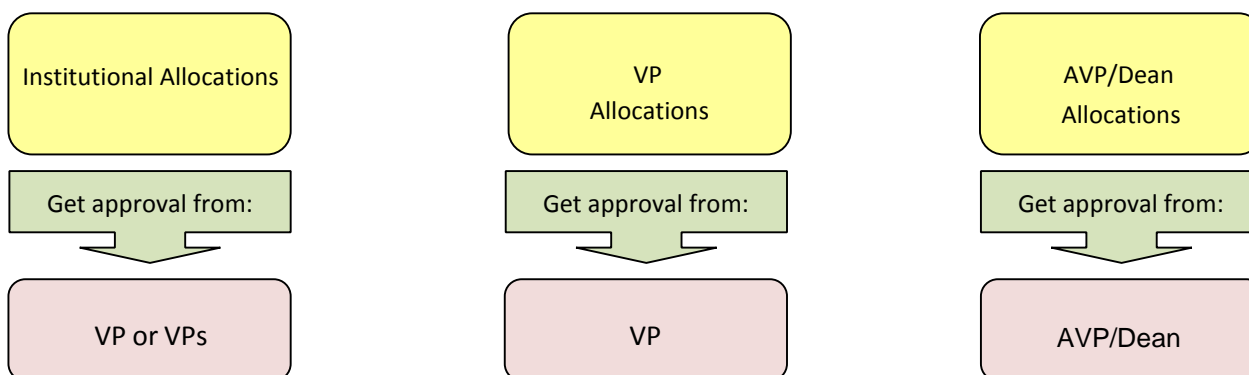 Institutional Allocations
VP
Allocations
AVP/Dean
Allocations
Get approval from:
Get approval from:
Get approval from:
VP or VPs
VP
AVP/Dean